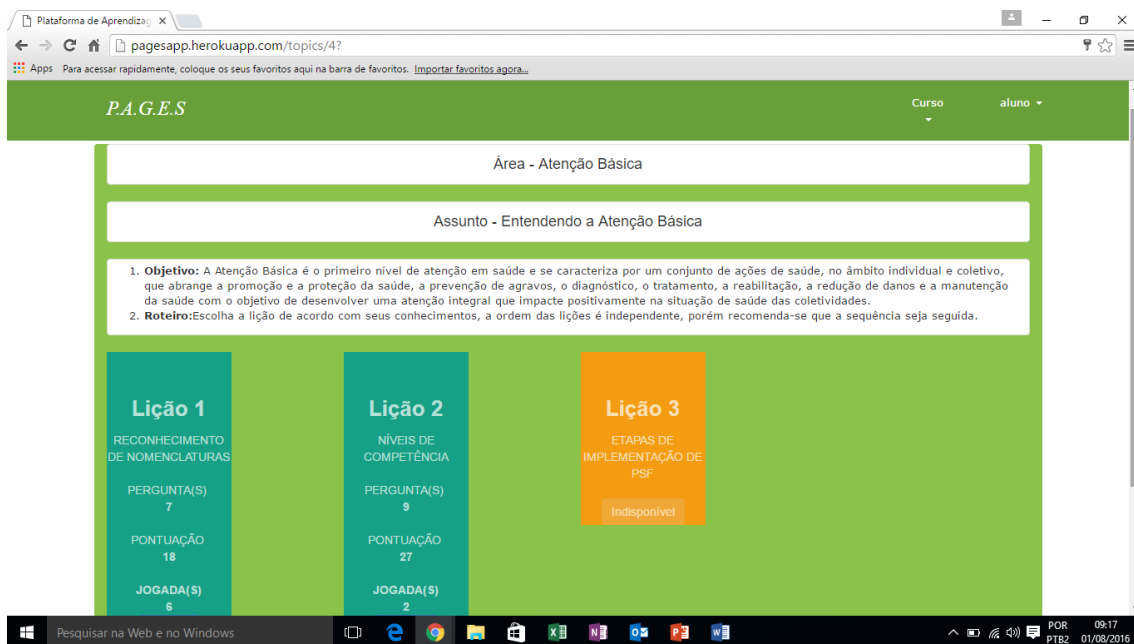 Plataforma de Aprendizag
pagesapp.herokuapp.com/topics/4?
Apps Para acessar rapidamente, coloque os seus favoritos aqui na barra de favoritos. Importar favoritos agora...
P.A.G.E.S
Curso
aluno
Área - Atenção Básica
Assunto - Entendendo a Atenção Básica
1. Objetivo: A Atenção Básica é o primeiro nível de atenção em saúde e se caracteriza por um conjunto de ações de saúde, no âmbito individual e coletivo,
que abrange a promoção e a proteção da saúde, a prevenção de agravos, o diagnóstico, o tratamento, a reabilitação, a redução de danos e a manutenção
da saúde com o objetivo de desenvolver uma atenção integral que impacte positivamente na situação de saúde das coletividades.
2. Roteiro:Escolha a lição de acordo com seus conhecimentos, a ordem das lições é independente, porém recomenda-se que a sequência seja seguida.
Lição 1
RECONHECIMENTO
DE NOMENCLATURAS
PERGUNTA(S)
7
PONTUAÇÃO
18
JOGADA(S)
6
Lição 2
NÍVEIS DE
COMPETÊNCIA
PERGUNTA(S)
9
PONTUAÇÃO
27
JOGADA(S)
2
Lição 3
ETAPAS DE
IMPLEMENTAÇÃO DE
PSF
Indisponível
Pesquisar na Web e no Windows
POR
PTB2
09:17
01/08/2016